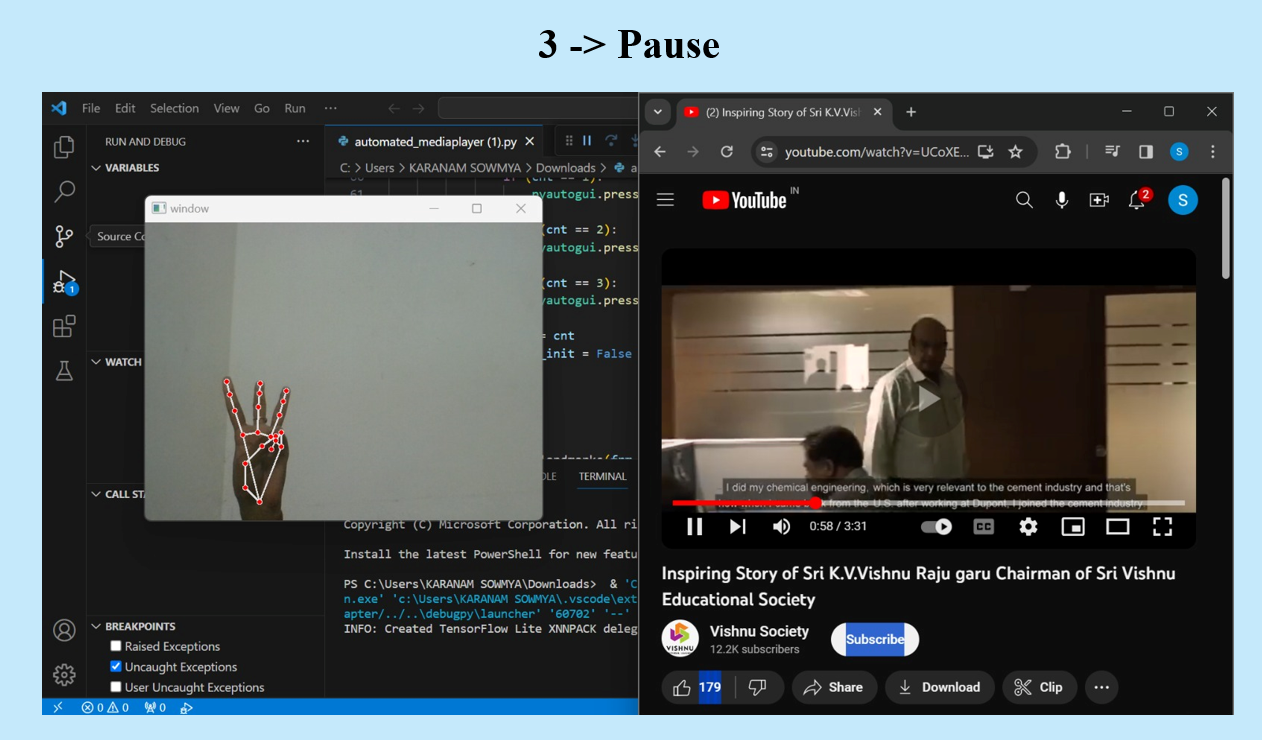 3 -> Pause
File Edit Selection View Go Run ...
RUN AND DEBUG ...
VARIABLES
Source Co
WATCH
CALL STA
BREAKPOINTS
Raised Exceptions
Uncaught Exceptions
User Uncaught Exceptions
1
0 0 0
window
automated_mediaplayer (1).py
C: > Users > KARANAM SOWMYA > Downloads > a
61
pyautogui.press
(cnt == 2):
yautogui.press
(cnt == 3):
yautogui.press
= cnt
_init = False
OLE TERMINAL
Copyright (C) Microsoft Corporation. All ri
Install the latest PowerShell for new featu
PS C:\Users\KARANAM SOWMYA\Downloads> & 'C
n.exe' 'c:\Users\KARANAM SOWMYA\.vscode\ext
apter/../..\debugpy\launcher' '60702' '--'
INFO: Created TensorFlow Lite XNNPACK deleg
(2) Inspiring Story of Sri K.V.Vish
youtube.com/watch?v=UCoXE...
S
YouTube IN
2
S
I did my chemical engineering, which is very relevant to the cement industry and that's
from the U.S. after working at Dupont, I joined the cement industry
0:58 / 3:31
CC
Inspiring Story of Sri K.V.Vishnu Raju garu Chairman of Sri Vishnu
Educational Society
VISHNU
Vishnu Society
12.2K subscribers
Subscribe
179 Share Download Clip ...